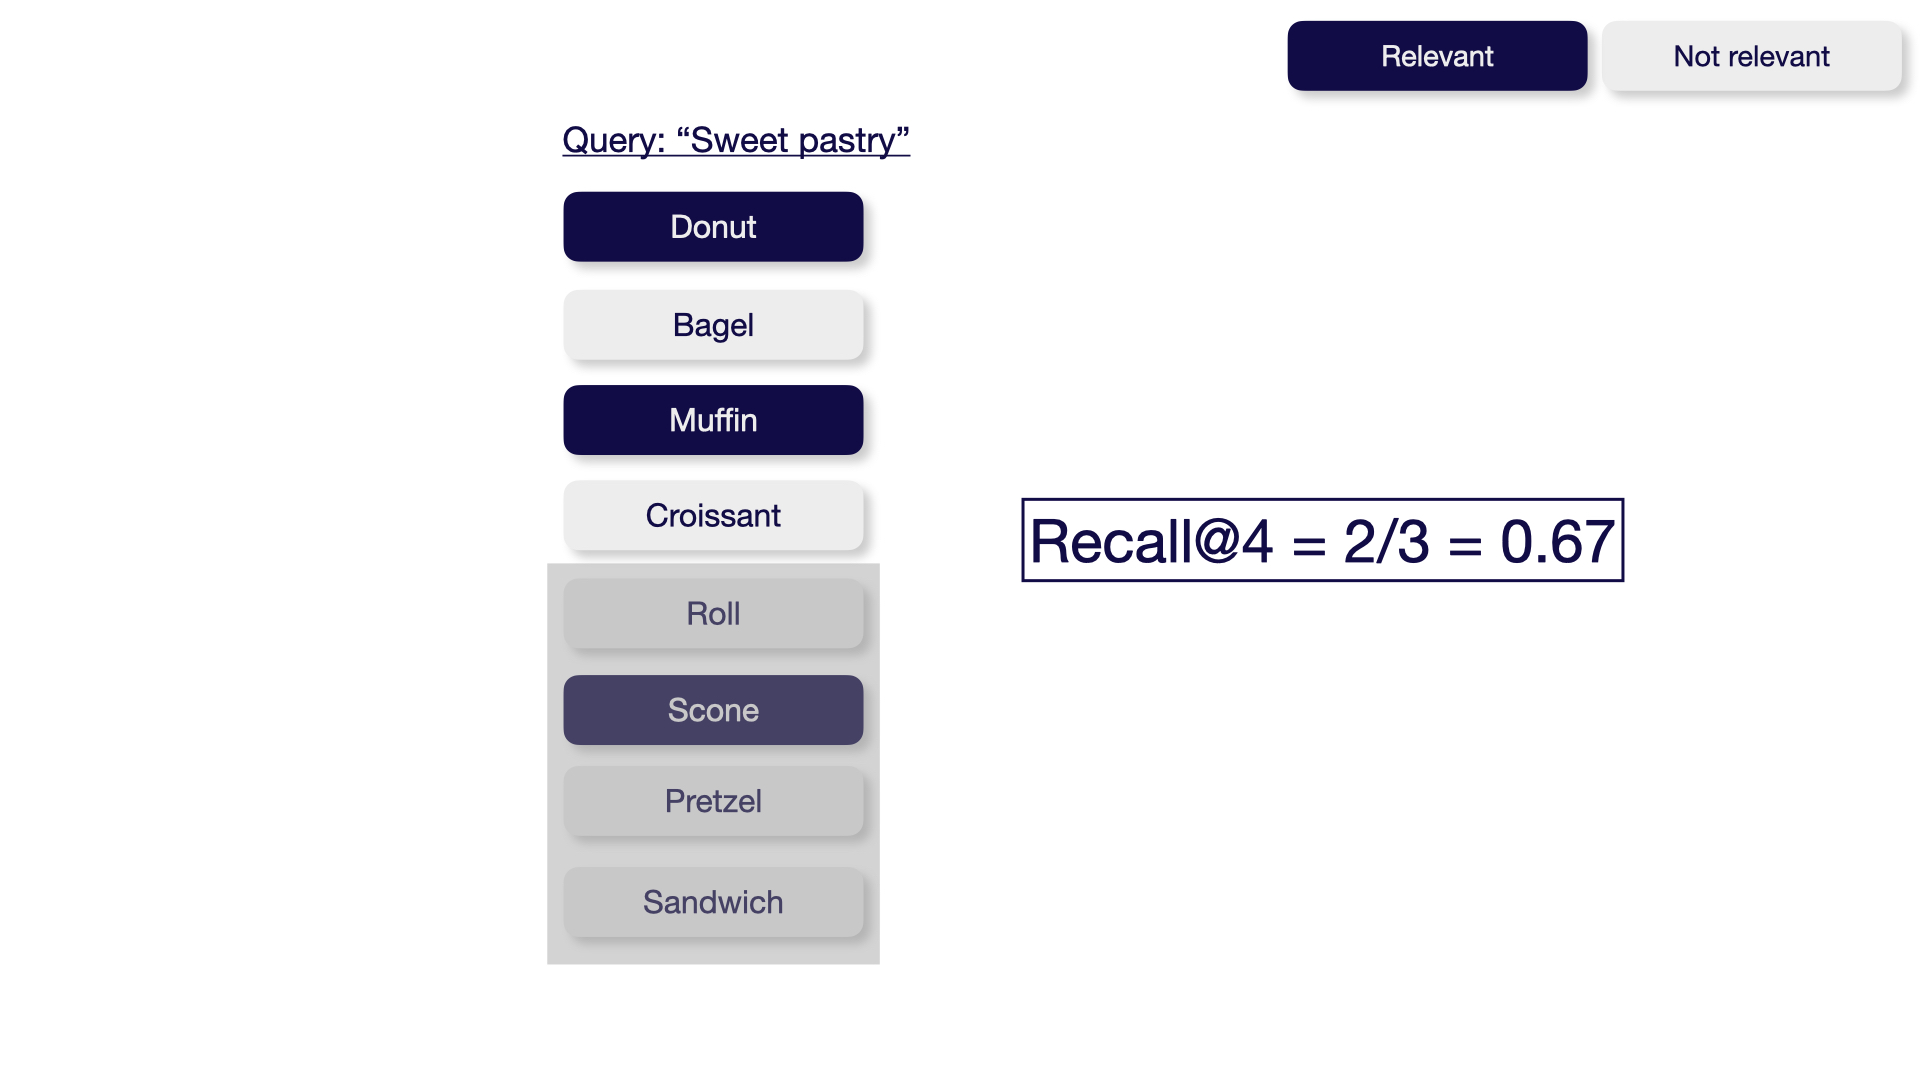 Relevant
Not relevant
Query: “Sweet pastry”
Donut
Bagel
Muffin
Croissant
Recall@4 = 2/3 = 0.67
Roll
Scone
Pretzel
Sandwich